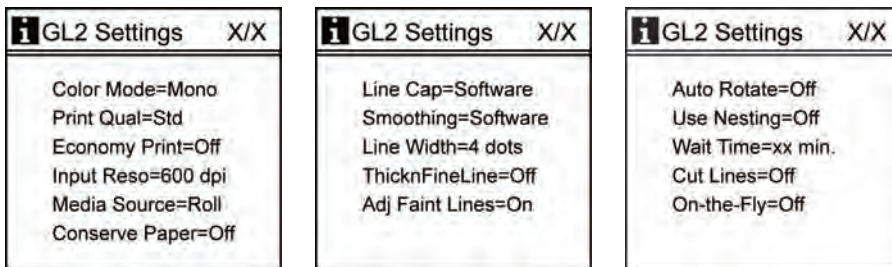 i GL2 Settings X/X
Color Mode=Mono
Print Qual=Std
Economy Print=Off
Input Reso=600 dpi
Media Source=Roll
Conserve Paper=Off
i GL2 Settings X/X
Line Cap=Software
Smoothing=Software
Line Width=4 dots
ThicknFineLine=Off
Adj Faint Lines=On
i GL2 Settings X/X
Auto Rotate=Off
Use Nesting=Off
Wait Time=xx min.
Cut Lines=Off
On-the-Fly=Off